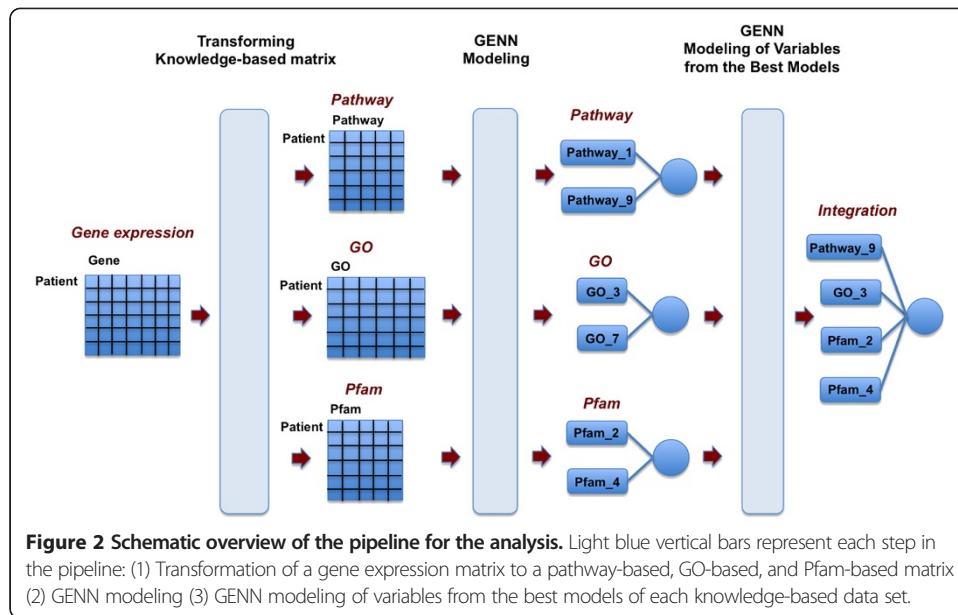 Transforming
Knowledge-based matrix
GENN
Modeling
GENN
Modeling of Variables
from the Best Models
Pathway
Pathway
Patient
Pathway
Pathway_1
Pathway_9
Gene expression
Gene
Patient
GO
GO
Patient
GO
GO_3
GO_7
Integration
Pathway_9
GO_3
Pfam_2
Pfam_4
Pfam
Pfam
Patient
Pfam
Pfam_2
Pfam_4
Figure 2 Schematic overview of the pipeline for the analysis. Light blue vertical bars represent each step in
the pipeline: (1) Transformation of a gene expression matrix to a pathway-based, GO-based, and Pfam-based matrix
(2) GENN modeling (3) GENN modeling of variables from the best models of each knowledge-based data set.